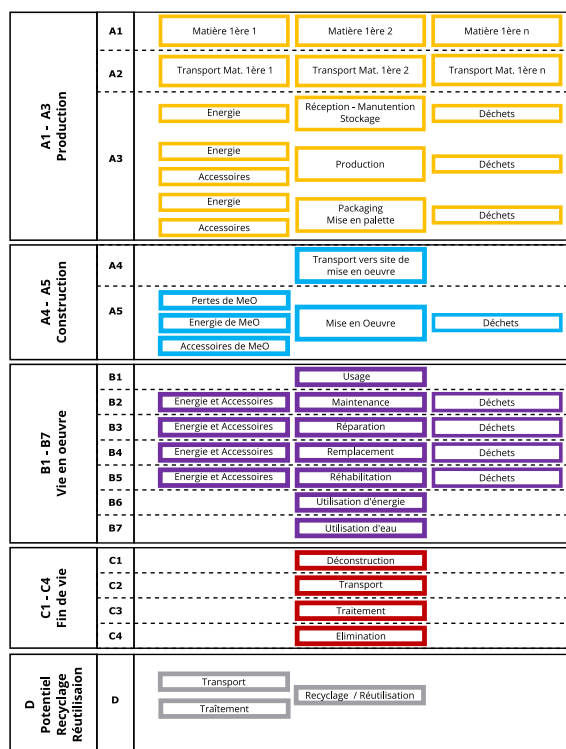 A1 - A3
Production
A1
Matière 1ère 1
Matière 1ère 2
Matière 1ère n
A2
Transport Mat. 1ère 1
Transport Mat. 1ère 2
Transport Mat. 1ère n
A3
Energie
Réception - Manutention
Stockage
Déchets
Energie
Accessoires
Production
Déchets
Energie
Accessoires
Packaging
Mise en palette
Déchets
A4 - A5
Construction
A4
Transport vers site de
mise en oeuvre
A5
Pertes de MeO
Energie de MeO
Accessoires de MeO
Mise en Oeuvre
Déchets
B1 - B7
Vie en oeuvre
B1
Usage
B2
Energie et Accessoires
Maintenance
Déchets
B3
Energie et Accessoires
Réparation
Déchets
B4
Energie et Accessoires
Remplacement
Déchets
B5
Energie et Accessoires
Réhabilitation
Déchets
B6
Utilisation d'énergie
B7
Utilisation d'eau
C1 - C4
Fin de vie
C1
Déconstruction
C2
Transport
C3
Traitement
C4
Elimination
D
Potentiel
Recyclage
Réutilisaion
D
Transport
Traîtement
Recyclage / Réutilisation